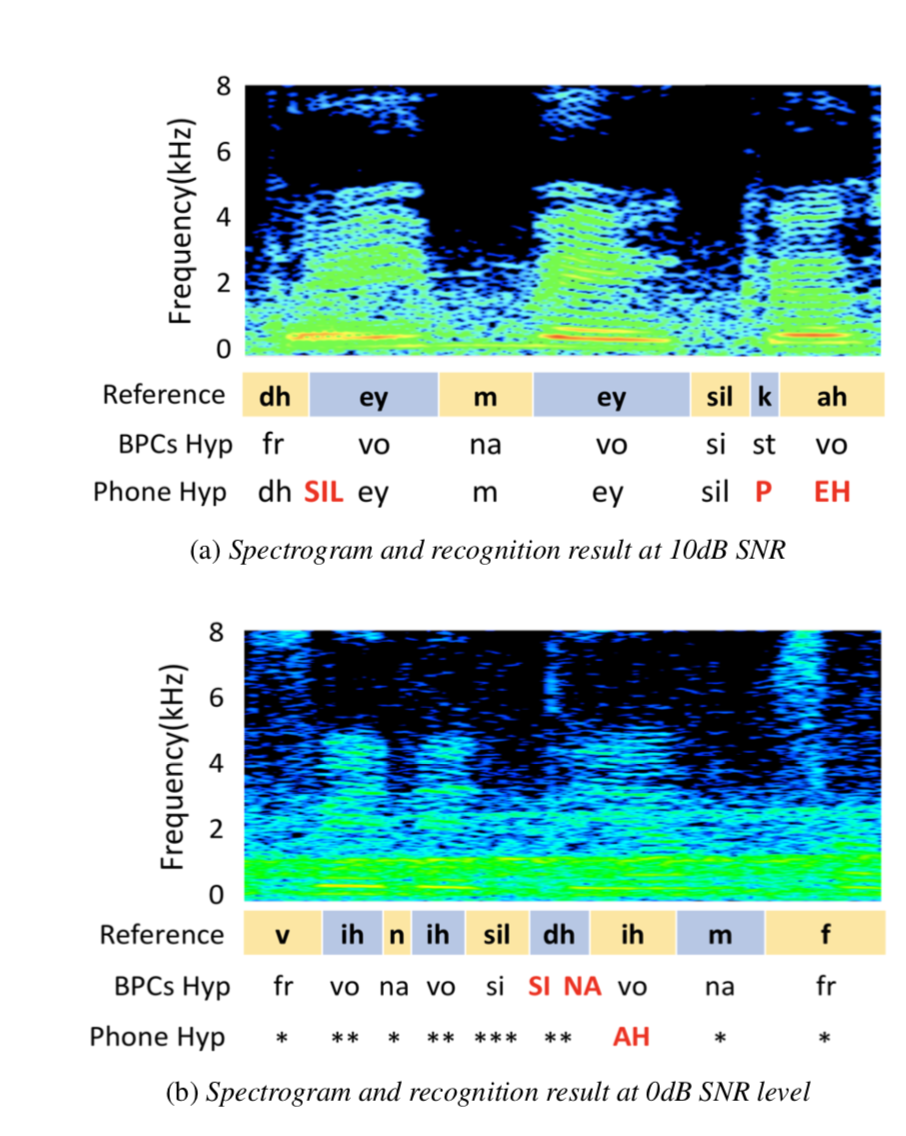 8
6
4
2
0
Frequency(kHz)
Reference dh ey m ey sil k ah
BPCs Hyp fr vo na vo si st vo
Phone Hyp dh SIL ey m ey sil P EH
(a) Spectrogram and recognition result at 10dB SNR
8
6
4
2
0
Frequency(kHz)
Reference v ih n ih sil dh ih m f
BPCs Hyp fr vo na vo si SI NA vo na fr
Phone Hyp * ** * ** *** ** AH * *
(b) Spectrogram and recognition result at 0dB SNR level